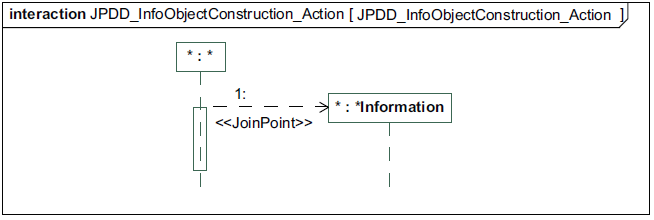 interaction JPDD_InfoObjectConstruction_Action [ JPDD_InfoObjectConstruction_Action ]
* : *
1:
* : *Information
<<JoinPoint>>